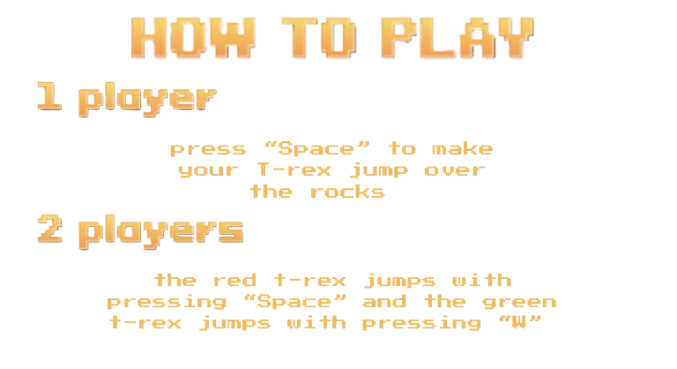 HOW TO PLAY
1 player
press “Space” to make
your T-rex jump over
the rocks
2 players
the red t-rex jumps with
pressing “Space” and the green
t-rex jumps with pressing “W”